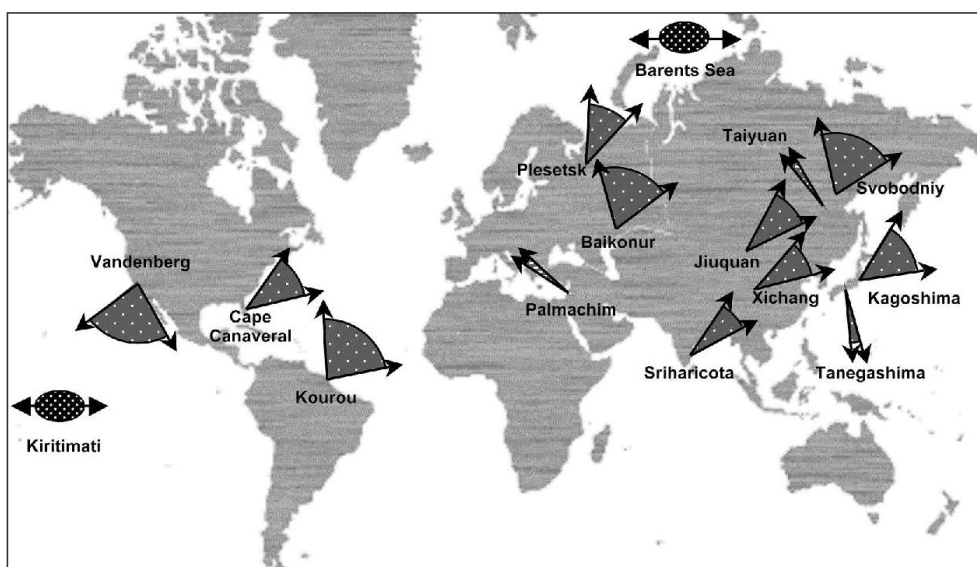 Barents Sea
Taiyuan
Plesetsk
Svobodniy
Baikonur
Jiuquan
Vandenberg
Xichang
Kagoshima
Palmachim
Cape
Canaveral
Sriharicota
Tanegashima
Kourou
Kiritimati